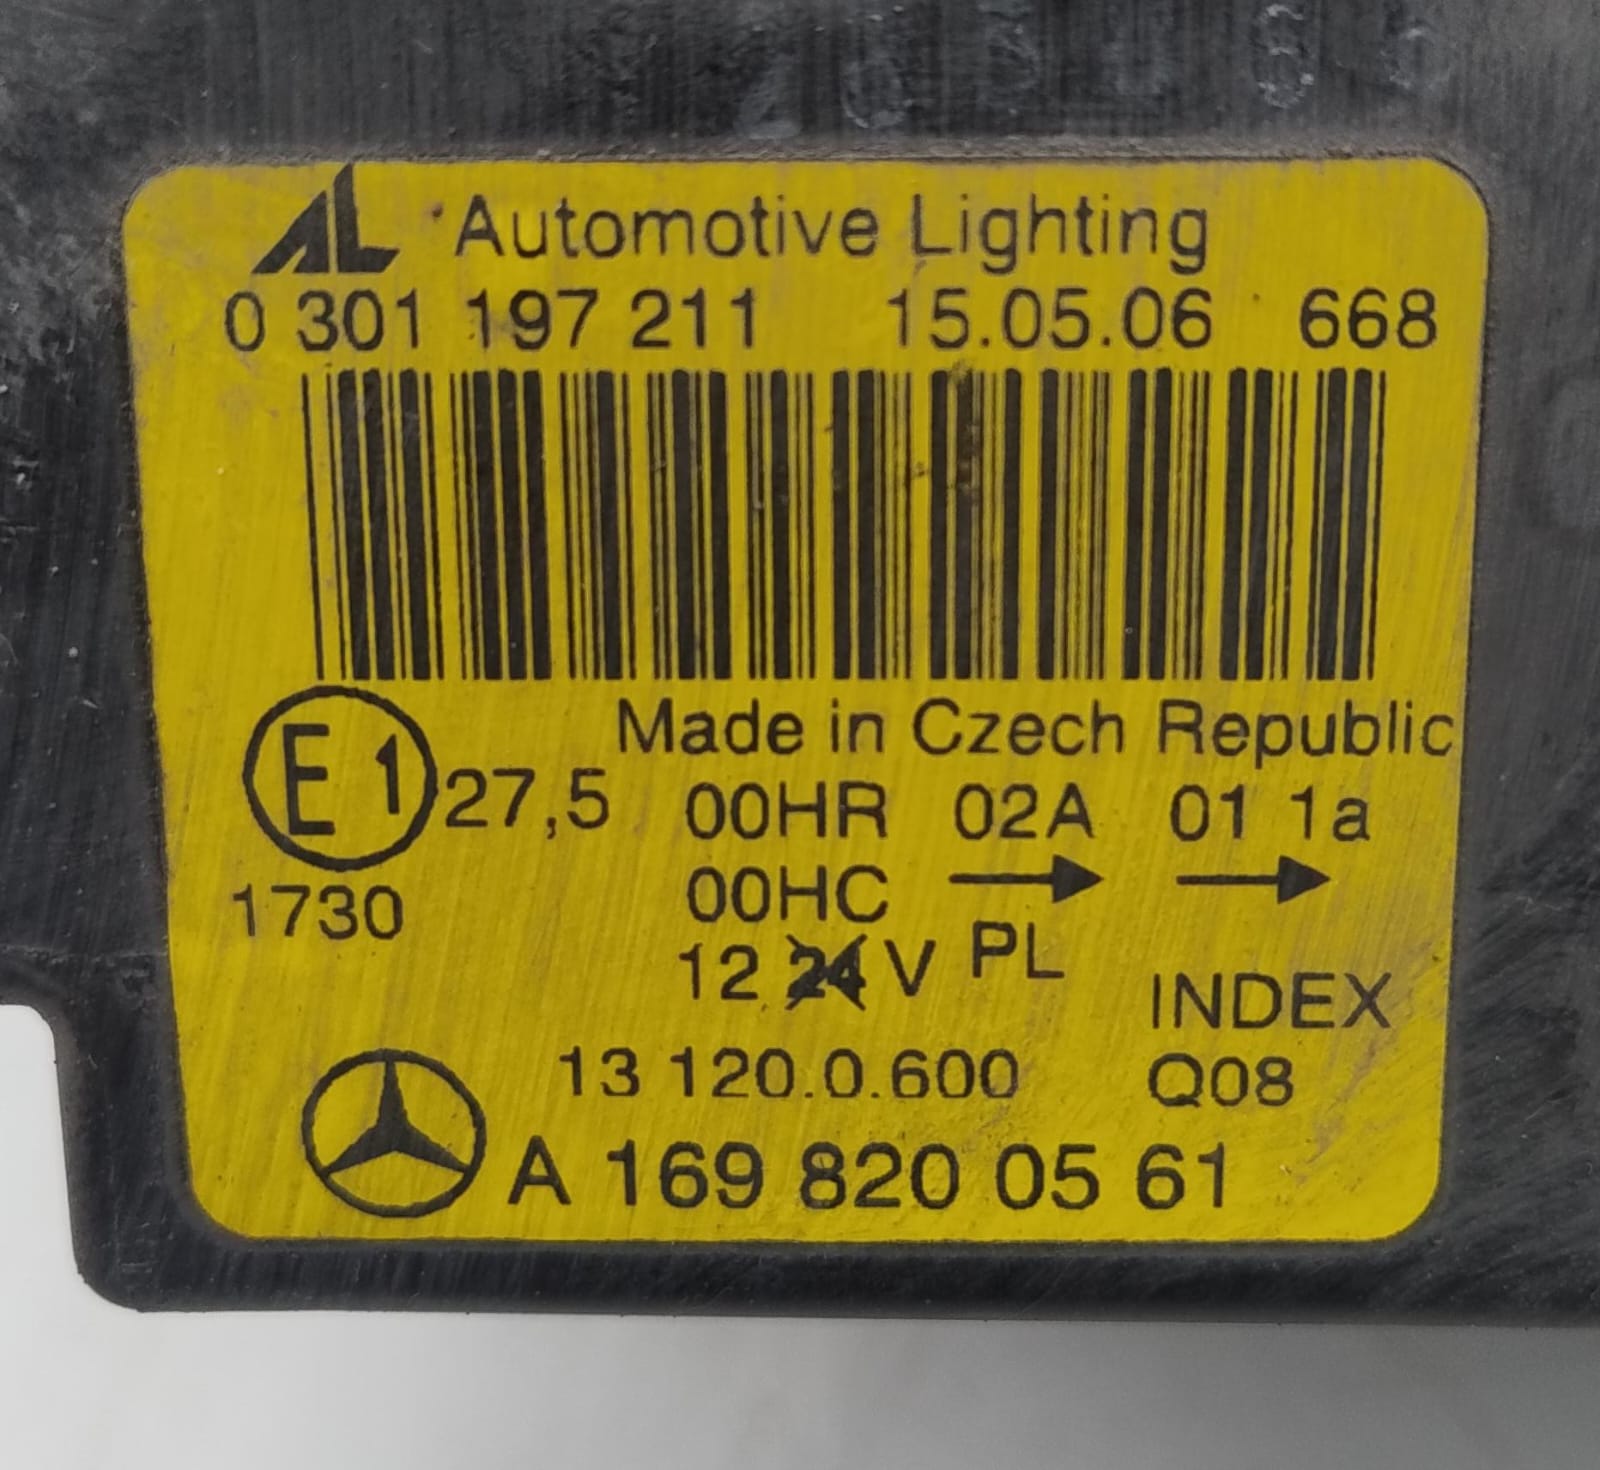 AL Automotive Lighting
0 301 197 211 15.05.06 668
Made in Czech Republic
E1 27,5 00HR 02A 01 1a
1730 00HC → →
12 24 V PL
INDEX
13 120.0.600 Q08
A 169 820 05 61